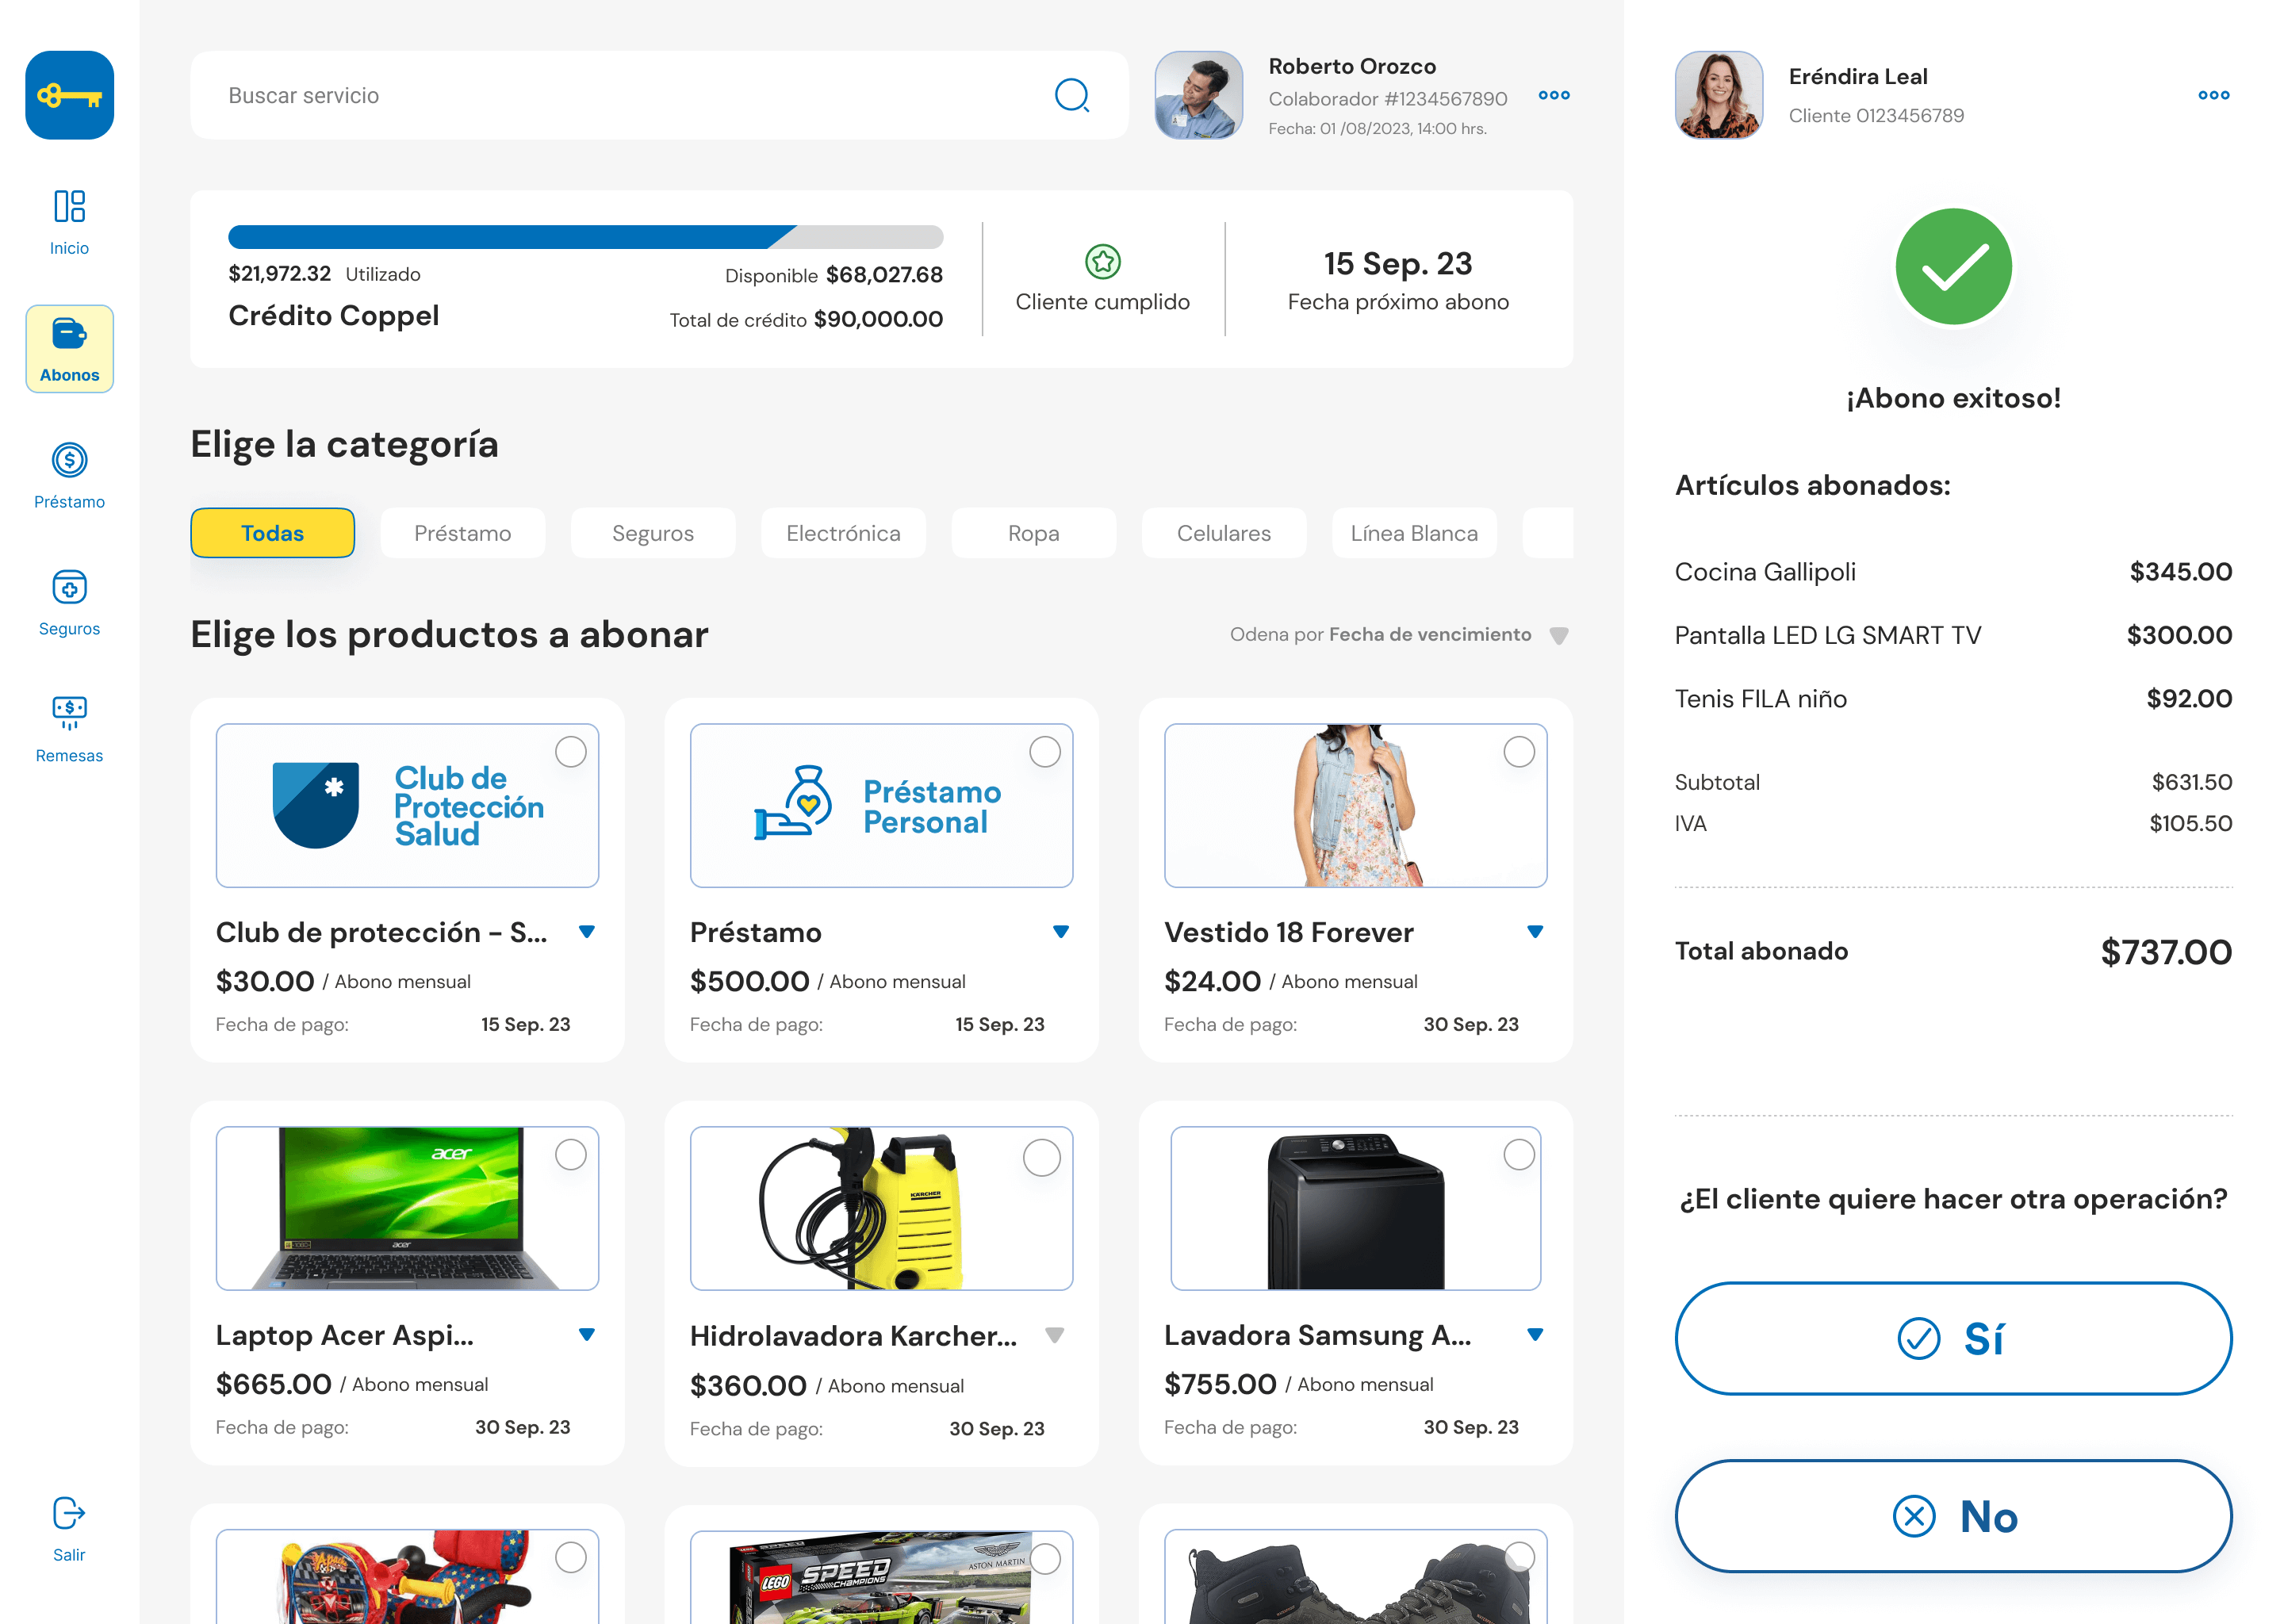 Buscar servicio
Roberto Orozco
Colaborador #1234567890
Fecha: 01 /08/2023, 14:00 hrs.
Eréndira Leal
Cliente 0123456789
Inicio
Abonos
Préstamo
Seguros
Remesas
Salir
$21,972.32 Utilizado
Disponible $68,027.68
Crédito Coppel
Total de crédito $90,000.00
Cliente cumplido
15 Sep. 23
Fecha próximo abono
Elige la categoría
Todas
Préstamo
Seguros
Electrónica
Ropa
Celulares
Línea Blanca
Elige los productos a abonar
Odena por Fecha de vencimiento
Club de
Protección
Salud
Club de protección - S...
$30.00 / Abono mensual
Fecha de pago: 15 Sep. 23
Préstamo
Personal
Préstamo
$500.00 / Abono mensual
Fecha de pago: 15 Sep. 23
Vestido 18 Forever
$24.00 / Abono mensual
Fecha de pago: 30 Sep. 23
acer
acer
Laptop Acer Aspi...
$665.00 / Abono mensual
Fecha de pago: 30 Sep. 23
KÄRCHER
Hidrolavadora Karcher...
$360.00 / Abono mensual
Fecha de pago: 30 Sep. 23
Lavadora Samsung A...
$755.00 / Abono mensual
Fecha de pago: 30 Sep. 23
LEGO
SPEED
CHAMPIONS
ASTON MARTIN
¡Abono exitoso!
Artículos abonados:
Cocina Gallipoli $345.00
Pantalla LED LG SMART TV $300.00
Tenis FILA niño $92.00
Subtotal $631.50
IVA $105.50
Total abonado $737.00
¿El cliente quiere hacer otra operación?
Sí
No